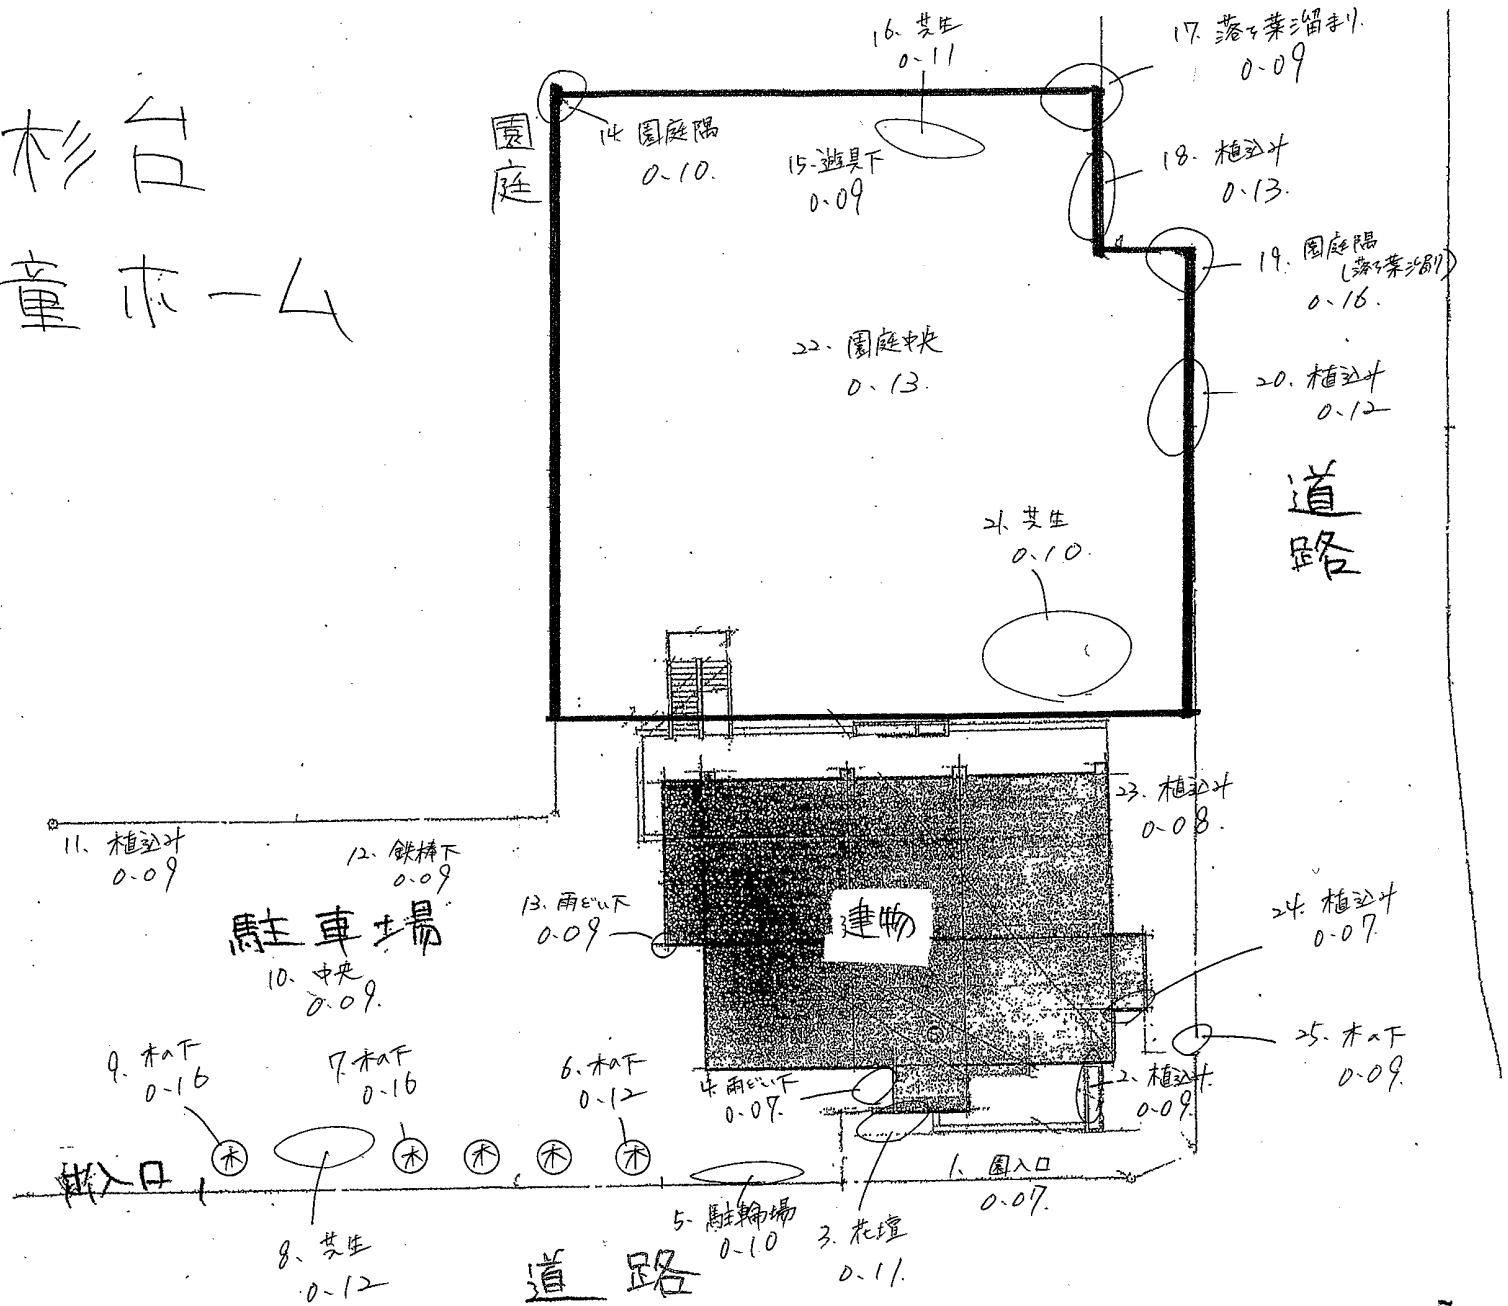 杉台
童ホーム
園庭
14. 園庭隅
0.10.
15. 遊具下
0.09
16. 芝生
0.11
17. 落ち葉溜まり
0.09
18. 植込み
0.13.
19. 園庭隅
(落ち葉溜り)
0.16.
22. 園庭中央
0.13.
20. 植込み
0.12
道路
21. 芝生
0.10.
23. 植込み
0.08.
11. 植込み
0.09
12. 鉄棒下
0.09
駐車場
10. 中央
0.09.
13. 雨どい下
0.09
建物
24. 植込み
0.07.
25. 木の下
0.09.
9. 木の下
0.16
7. 木の下
0.16
6. 木の下
0.12
4. 雨どい下
0.07.
2. 植込み
0.09.
木
木
木
木
木
入口
1. 園入口
0.07.
5. 駐輪場
0.10
3. 花壇
0.11.
8. 芝生
0.12
道路